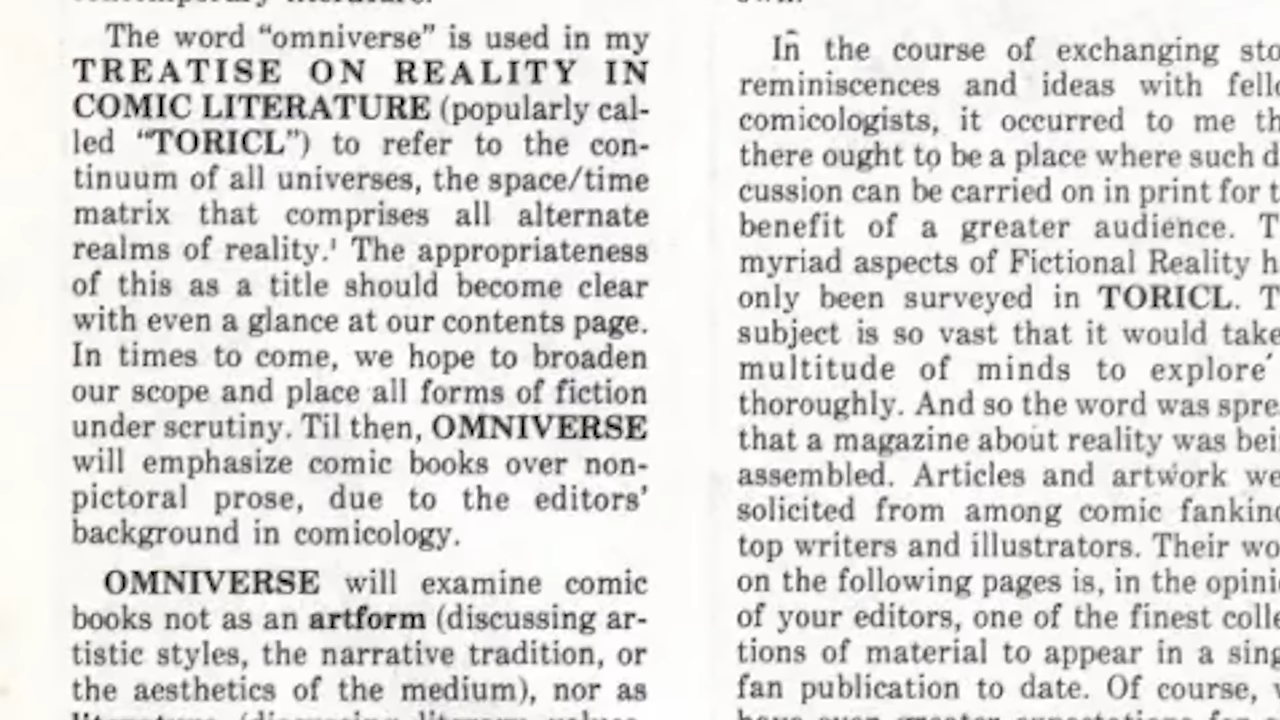 The word “omniverse” is used in my
TREATISE ON REALITY IN
COMIC LITERATURE (popularly cal-
led “TORICL”) to refer to the con-
tinuum of all universes, the space/time
matrix that comprises all alternate
realms of reality.¹ The appropriateness
of this as a title should become clear
with even a glance at our contents page.
In times to come, we hope to broaden
our scope and place all forms of fiction
under scrutiny. Til then, OMNIVERSE
will emphasize comic books over non-
pictoral prose, due to the editors’
background in comicology.
OMNIVERSE will examine comic
books not as an artform (discussing ar-
tistic styles, the narrative tradition, or
the aesthetics of the medium), nor as
In the course of exchanging
reminiscences and ideas with
comicologists, it occurred to me
there ought to be a place where such
cussion can be carried on in print for
benefit of a greater audience.
myriad aspects of Fictional Reality
only been surveyed in TORICL.
subject is so vast that it would take
multitude of minds to explore
thoroughly. And so the word was
that a magazine about reality was
assembled. Articles and artwork
solicited from among comic
top writers and illustrators. Their
on the following pages is, in the
of your editors, one of the finest
tions of material to appear in a
fan publication to date. Of course,